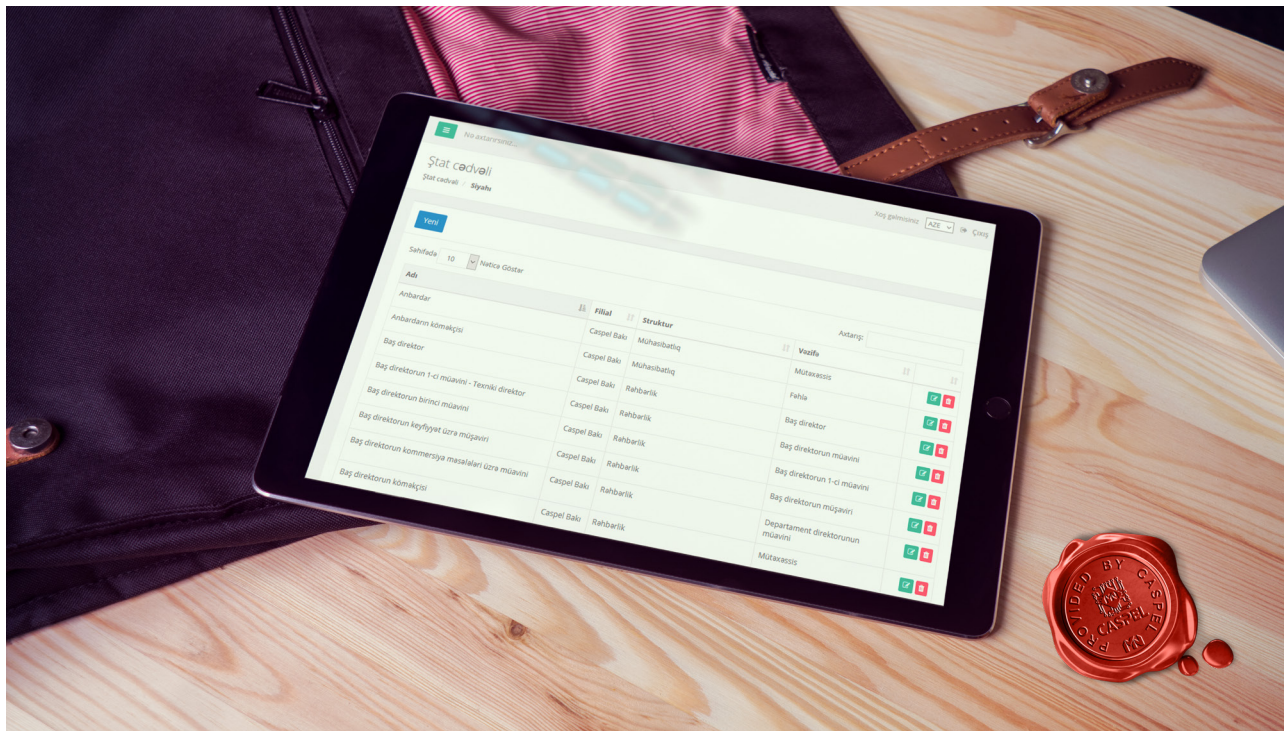 Nə axtarırsınız...
Xoş gəlmisiniz AZE Çıxış
Ştat cədvəli
Ştat cədvəli / Siyahı
Yeni
Səhifədə 10 Nəticə Göstər
Axtarış:
Adı Filial Struktur Vəzifə
Anbardar Caspel Bakı Mühasibatlıq Mütəxəssis
Anbardarın köməkçisi Caspel Bakı Mühasibatlıq Fəhlə
Baş direktor Caspel Bakı Rəhbərlik Baş direktor
Baş direktorun 1-ci müavini - Texniki direktor Caspel Bakı Rəhbərlik Baş direktorun müavini
Baş direktorun birinci müavini Caspel Bakı Rəhbərlik Baş direktorun 1-ci müavini
Baş direktorun keyfiyyət üzrə müşaviri Caspel Bakı Rəhbərlik Baş direktorun müşaviri
Baş direktorun kommersiya məsələləri üzrə müavini Caspel Bakı Rəhbərlik Departament direktorunun
müavini
Baş direktorun köməkçisi Caspel Bakı Rəhbərlik Mütəxəssis
PROVIDED BY CASPEL
CASPEL